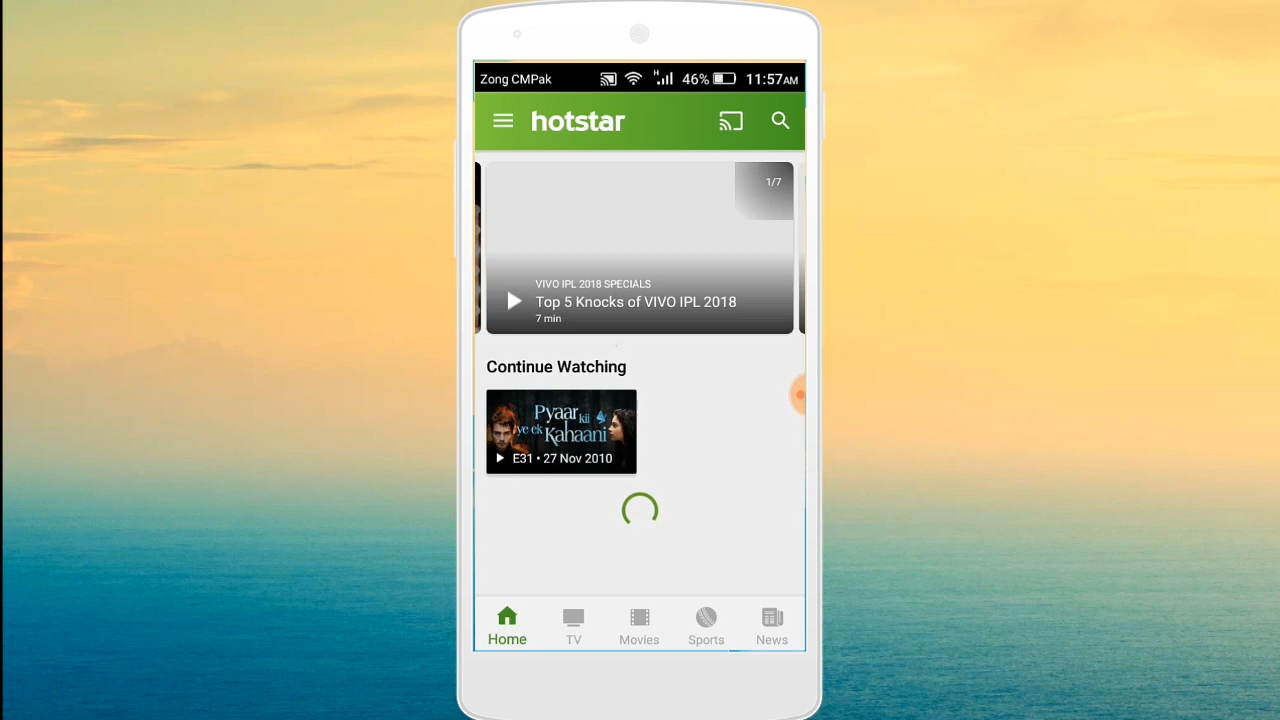 Zong CMPak H 46% 11:57AM
hotstar
1/7
VIVO IPL 2018 SPECIALS
Top 5 Knocks of VIVO IPL 2018
7 min
Continue Watching
Pyaar kii
ye ek Kahaani
E31 • 27 Nov 2010
Home TV Movies Sports News